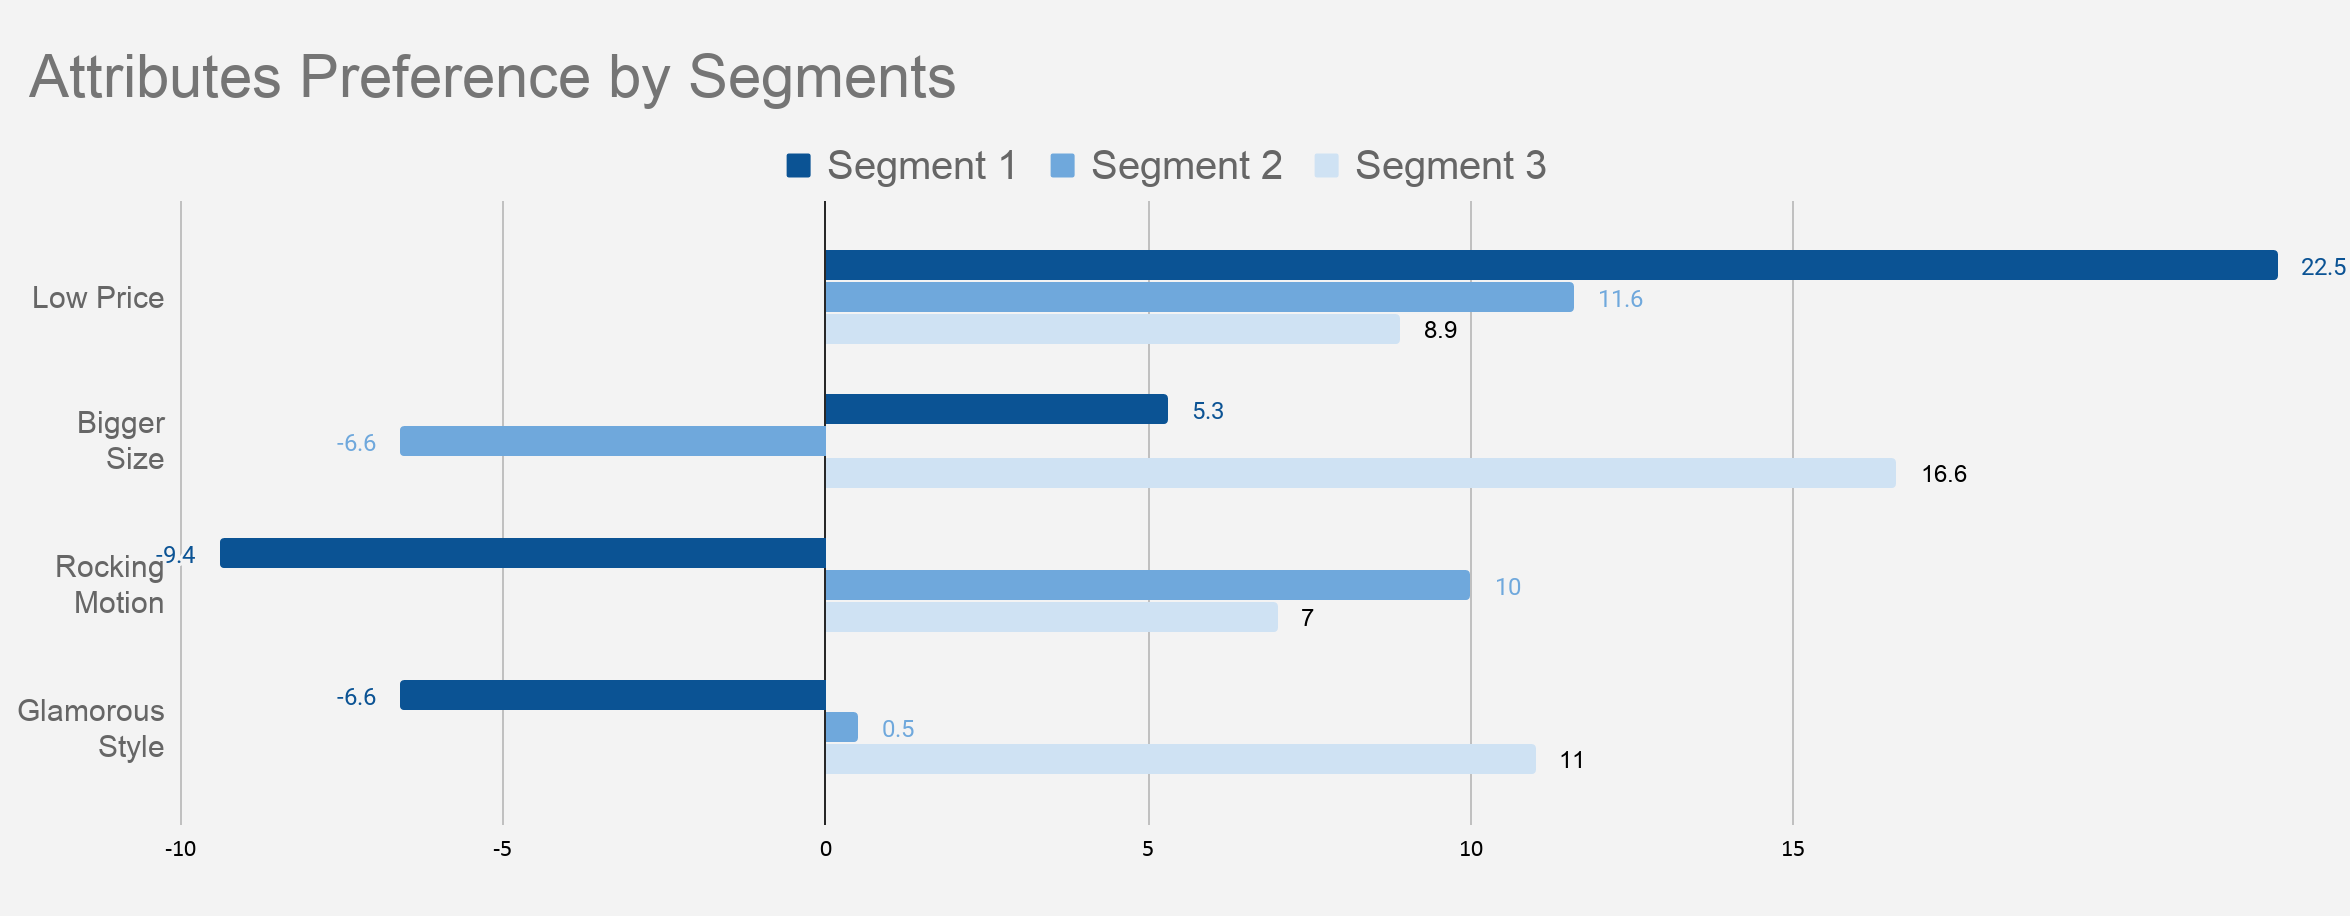 Attributes Preference by Segments
Segment 1 Segment 2 Segment 3
Low Price
22.5
11.6
8.9
Bigger
Size
5.3
-6.6
16.6
Rocking
Motion
-9.4
10
7
Glamorous
Style
-6.6
0.5
11
-10 -5 0 5 10 15